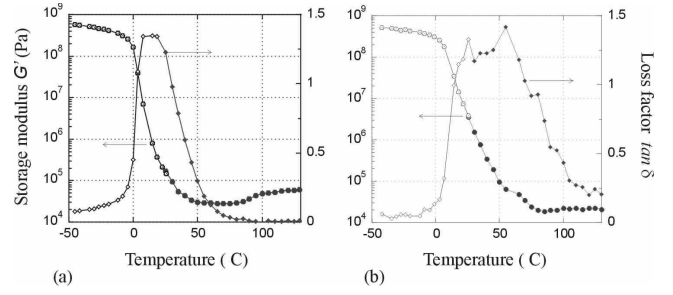 10⁹ 10⁸ 10⁷ 10⁶ 10⁵ 10⁴
Storage modulus G' (Pa)
1.5 1 0.5 0
-50 0 50 100
Temperature ( C)
(a)
10⁹ 10⁸ 10⁷ 10⁶ 10⁵ 10⁴
1.5 1 0.5 0
Loss factor tan δ
-50 0 50 100
Temperature ( C)
(b)